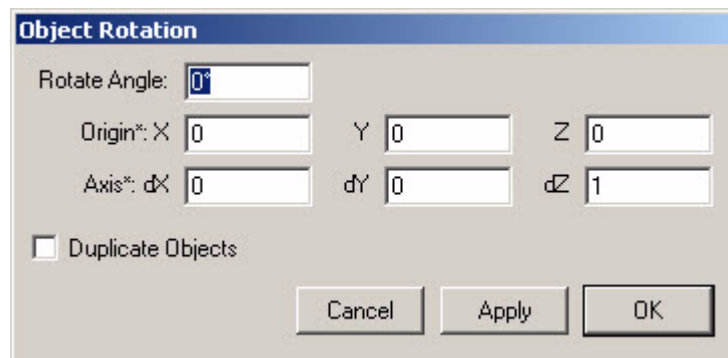 Object Rotation
Rotate Angle: 0°
Origin*: X 0 Y 0 Z 0
Axis*: dX 0 dY 0 dZ 1
Duplicate Objects
Cancel Apply OK